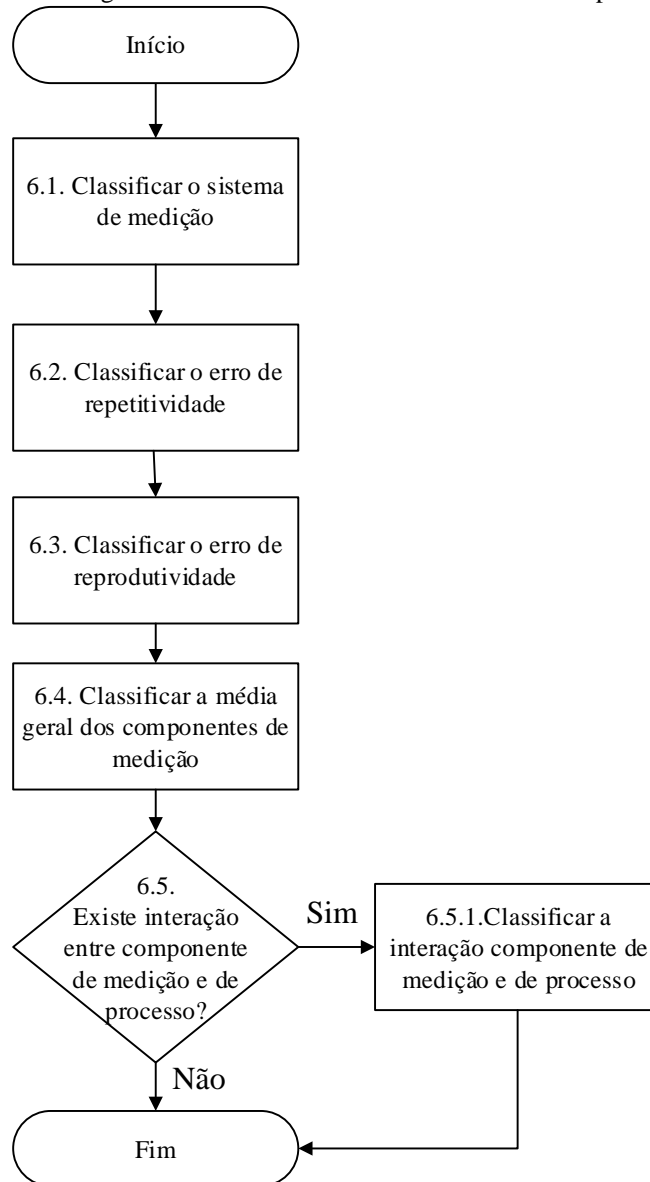 Início
6.1. Classificar o sistema
de medição
6.2. Classificar o erro de
repetitividade
6.3. Classificar o erro de
reprodutividade
6.4. Classificar a média
geral dos componentes de
medição
6.5.
Existe interação
entre componente
de medição e de
processo?
Sim
6.5.1.Classificar a
interação componente de
medição e de processo
Não
Fim